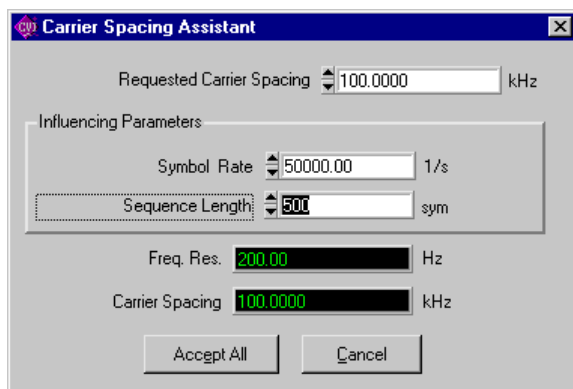 CVI Carrier Spacing Assistant
Requested Carrier Spacing 100.0000 kHz
Influencing Parameters
Symbol Rate 50000.00 1/s
Sequence Length 500 sym
Freq. Res. 200.00 Hz
Carrier Spacing 100.0000 kHz
Accept All Cancel